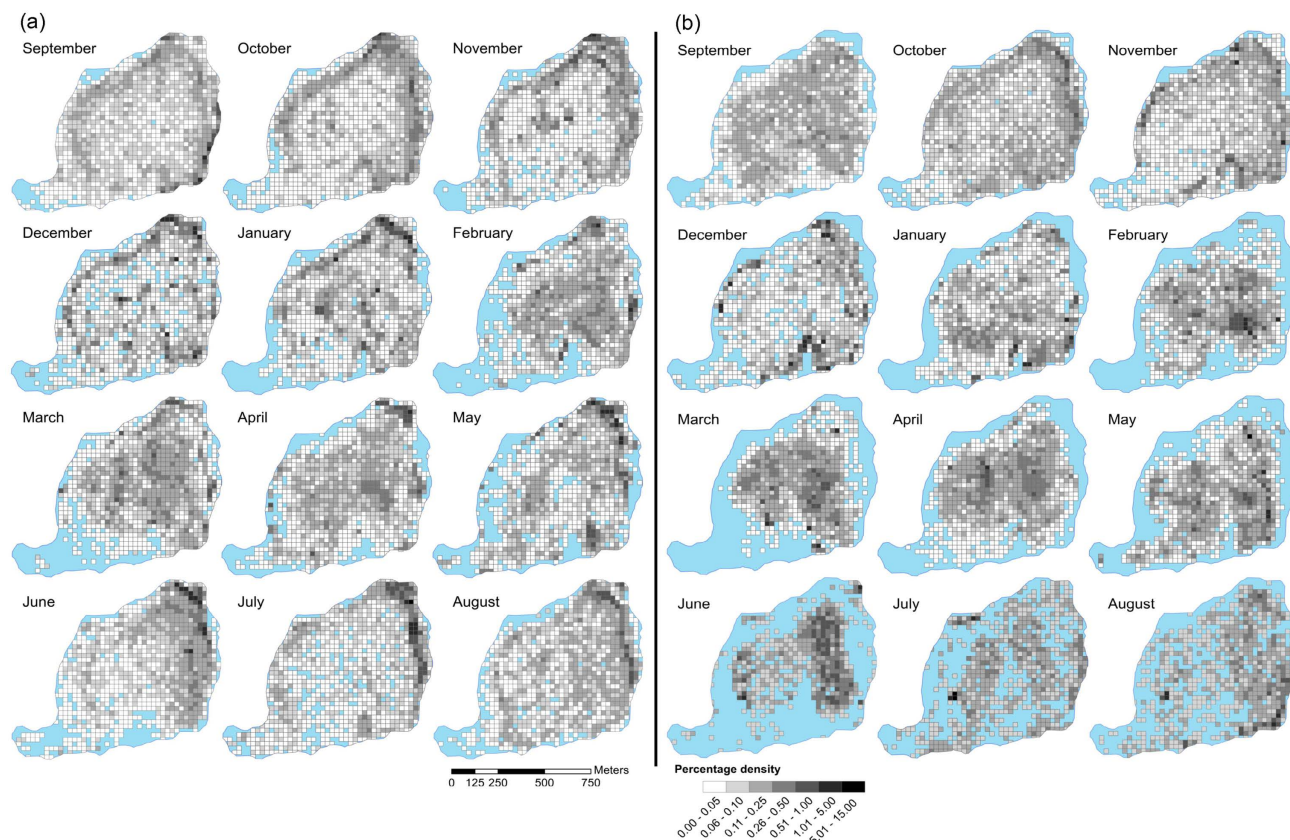 (a)
September
October
November
December
January
February
March
April
May
June
July
August
Meters
0 125 250 500 750
(b)
September
October
November
December
January
February
March
April
May
June
July
August
Percentage density
0.00 - 0.05
0.06 - 0.10
0.11 - 0.25
0.26 - 0.50
0.51 - 1.00
1.01 - 5.00
5.01 - 15.00